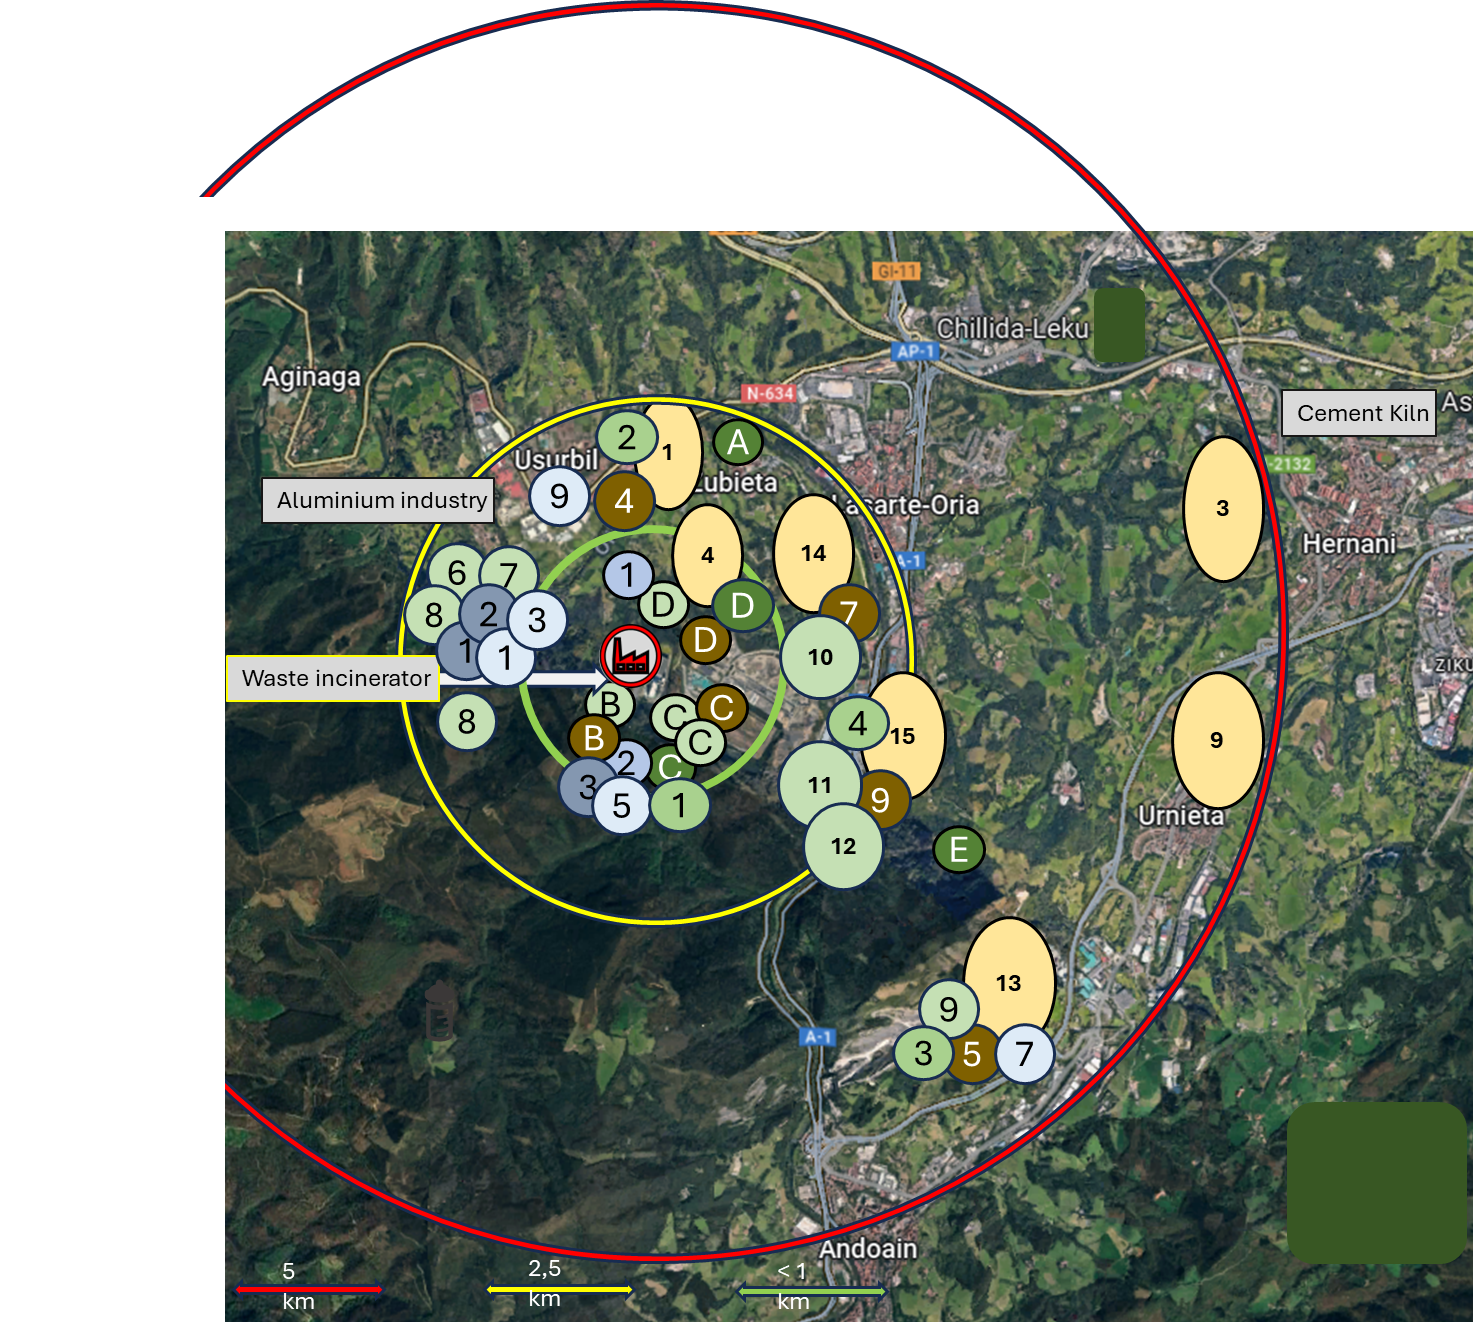 GI-11
Chillida-Leku
AP-1
Aginaga
N-634
Cement Kiln
As
2
1
A
Usurbil
Zubieta
2132
Aluminium industry
9
4
Lasarte-Oria
3
Hernani
4
14
A-1
6
7
1
D
D
8
2
3
7
D
1
1
10
ZIKU
Waste incinerator
B
C
C
8
B
C
4
15
9
2
C
3
5
1
11
9
Urnieta
12
E
13
9
3
5
7
A-1
Andoain
5
km
2,5
km
< 1
km